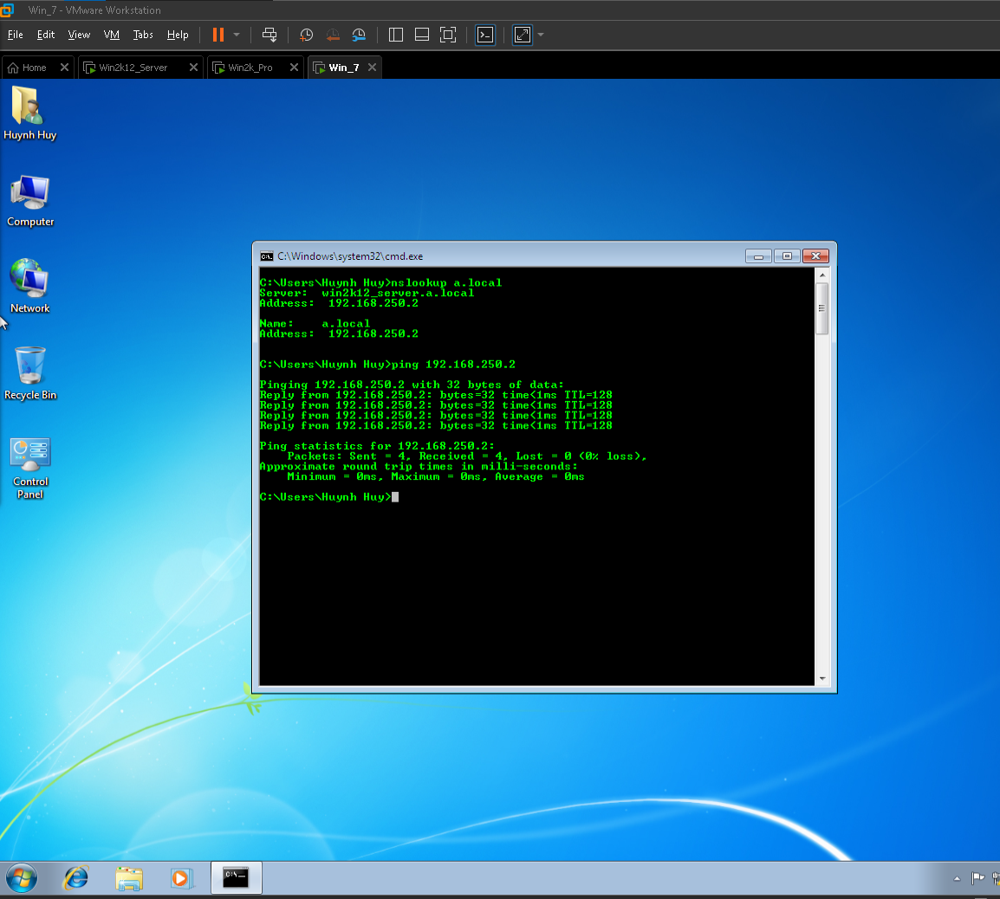 Win_7 - VMware Workstation
File Edit View VM Tabs Help
Home Win2k12_Server Win2k_Pro Win_7
Huynh Huy
Computer
Network
Recycle Bin
Control
Panel
C:\Windows\system32\cmd.exe
C:\Users\Huynh Huy>nslookup a.local
Server:  win2k12_server.a.local
Address:  192.168.250.2
Name:    a.local
Address:  192.168.250.2
C:\Users\Huynh Huy>ping 192.168.250.2
Pinging 192.168.250.2 with 32 bytes of data:
Reply from 192.168.250.2: bytes=32 time<1ms TTL=128
Reply from 192.168.250.2: bytes=32 time<1ms TTL=128
Reply from 192.168.250.2: bytes=32 time<1ms TTL=128
Reply from 192.168.250.2: bytes=32 time<1ms TTL=128
Ping statistics for 192.168.250.2:
    Packets: Sent = 4, Received = 4, Lost = 0 (0% loss),
Approximate round trip times in milli-seconds:
    Minimum = 0ms, Maximum = 0ms, Average = 0ms
C:\Users\Huynh Huy>